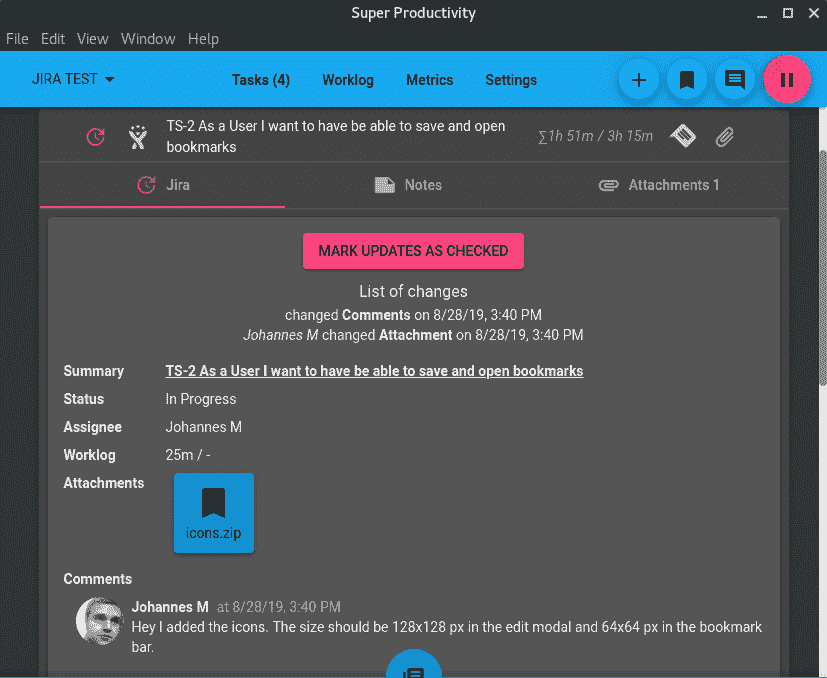 Super Productivity
File Edit View Window Help
JIRA TEST Tasks (4) Worklog Metrics Settings
TS-2 As a User I want to have be able to save and open
bookmarks
∑1h 51m / 3h 15m
Jira Notes Attachments 1
MARK UPDATES AS CHECKED
List of changes
changed Comments on 8/28/19, 3:40 PM
Johannes M changed Attachment on 8/28/19, 3:40 PM
Summary TS-2 As a User I want to have be able to save and open bookmarks
Status In Progress
Assignee Johannes M
Worklog 25m / -
Attachments
icons.zip
Comments
Johannes M at 8/28/19, 3:40 PM
Hey I added the icons. The size should be 128x128 px in the edit modal and 64x64 px in the bookmark
bar.